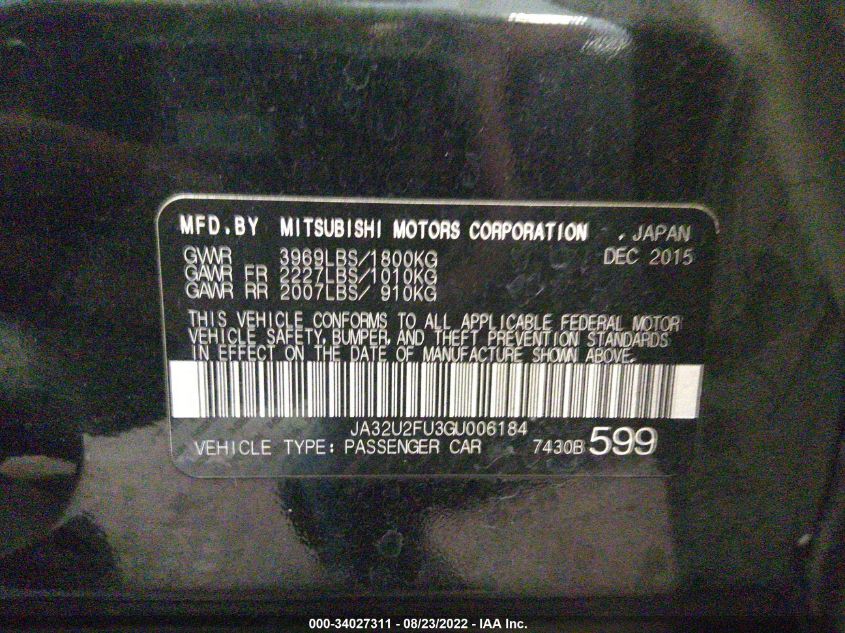 MFD.BY MITSUBISHI MOTORS CORPORATION , JAPAN
GVWR 3969LBS/1800KG DEC 2015
GAWR FR 2227LBS/1010KG
GAWR RR 2007LBS/ 910KG
THIS VEHICLE CONFORMS TO ALL APPLICABLE FEDERAL MOTOR
VEHICLE SAFETY, BUMPER, AND THEFT PREVENTION STANDARDS
IN EFFECT ON THE DATE OF MANUFACTURE SHOWN ABOVE.
JA32U2FU3GU006184
VEHICLE TYPE: PASSENGER CAR 7430B 599
000-34027311 - 08/23/2022 - IAA Inc.